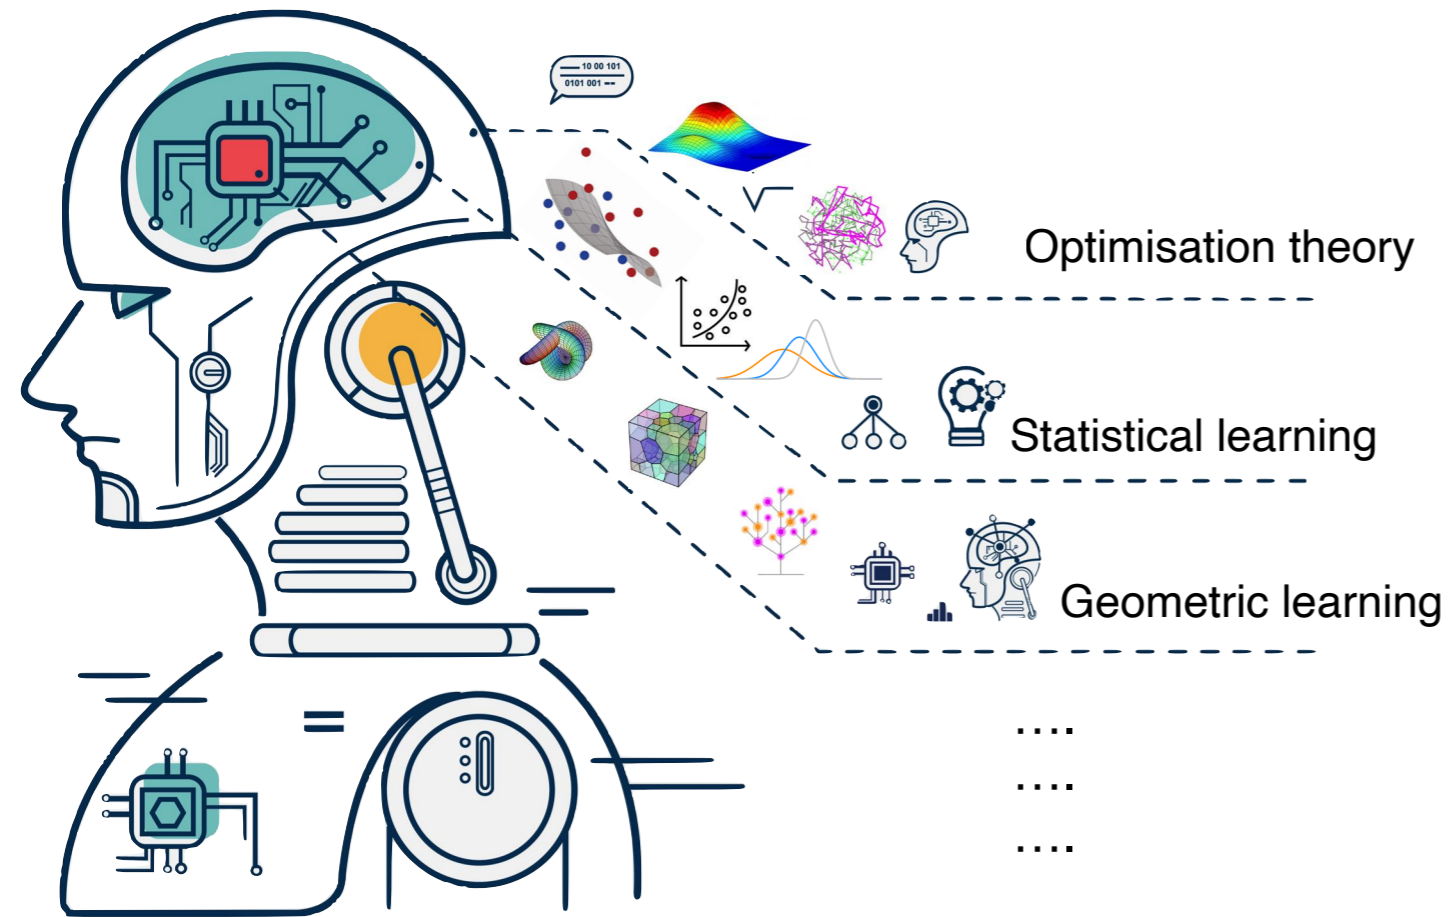 10 00 101
0101 001
Optimisation theory
Statistical learning
Geometric learning
=
....
....
....